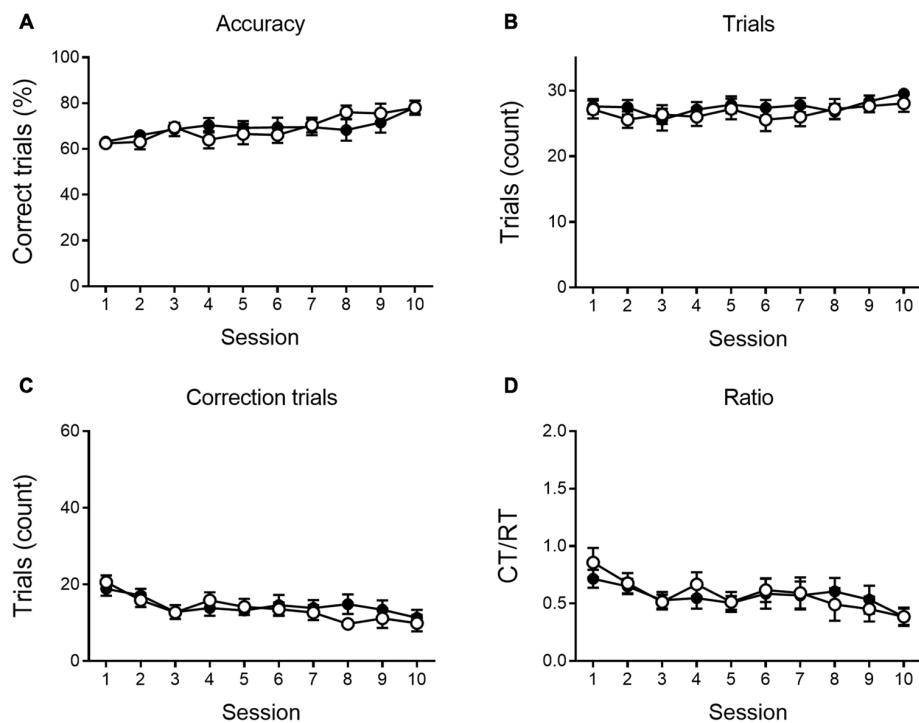 A
Accuracy
Correct trials (%)
100
80
60
40
20
0
1 2 3 4 5 6 7 8 9 10
Session
B
Trials
Trials (count)
30
20
10
0
1 2 3 4 5 6 7 8 9 10
Session
C
Correction trials
Trials (count)
60
40
20
0
1 2 3 4 5 6 7 8 9 10
Session
D
Ratio
CT/RT
2.0
1.5
1.0
0.5
0.0
1 2 3 4 5 6 7 8 9 10
Session